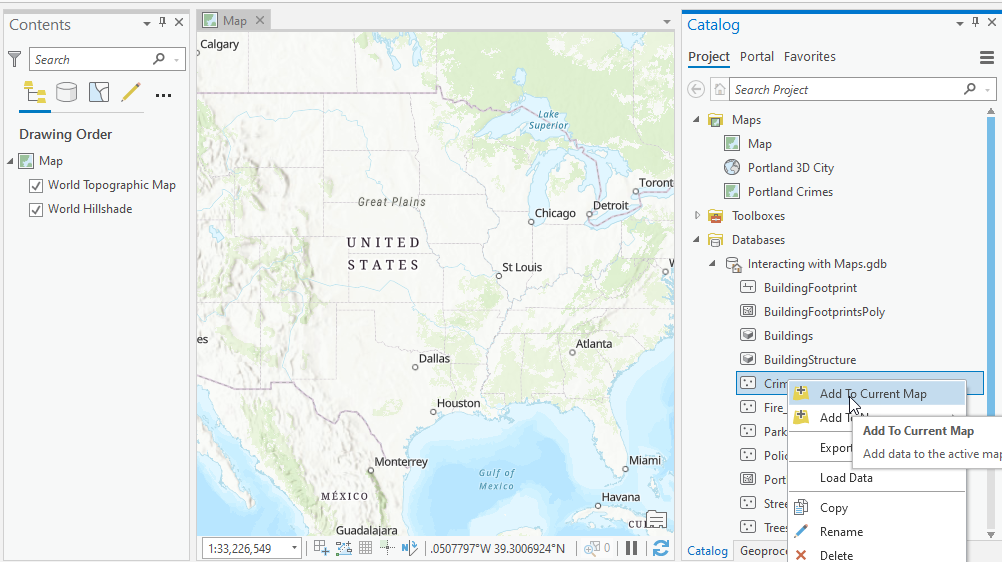 Contents
Search
Drawing Order
Map
World Topographic Map
World Hillshade
Map
Calgary
Lake
Superior
Toront
Great Plains
Chicago
Detroit
UNITED
STATES
St Louis
W
es
Atlanta
Dallas
Houston
Monterrey
Gulf of
Mexico
Miami
MÉXICO
Havana
CU
Guadalajara
1:33,226,549
.0507797°W 39.3006924°N
0
Catalog
Project Portal Favorites
Search Project
Maps
Map
Portland 3D City
Portland Crimes
Toolboxes
Databases
Interacting with Maps.gdb
BuildingFootprint
BuildingFootprintsPoly
Buildings
BuildingStructure
Crim
Fire_
Park
Polic
Port
Stree
Trees
Add To Current Map
Add To N
Export
Load Data
Copy
Rename
Delete
Add To Current Map
Add data to the active map
Catalog Geoproc